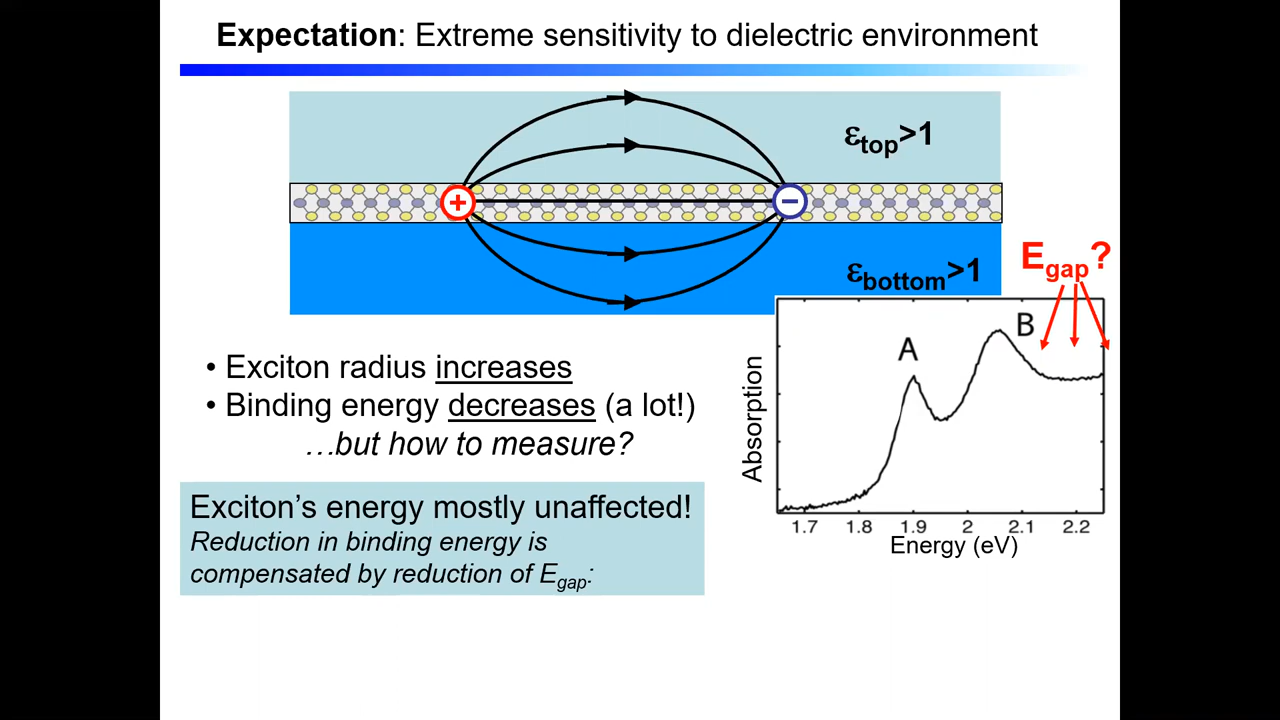 Expectation: Extreme sensitivity to dielectric environment
εtop>1
+
−
εbottom>1
Egap?
• Exciton radius increases
• Binding energy decreases (a lot!)
…but how to measure?
Exciton’s energy mostly unaffected!
Reduction in binding energy is
compensated by reduction of Egap:
A
B
Absorption
1.7 1.8 1.9 2 2.1 2.2
Energy (eV)